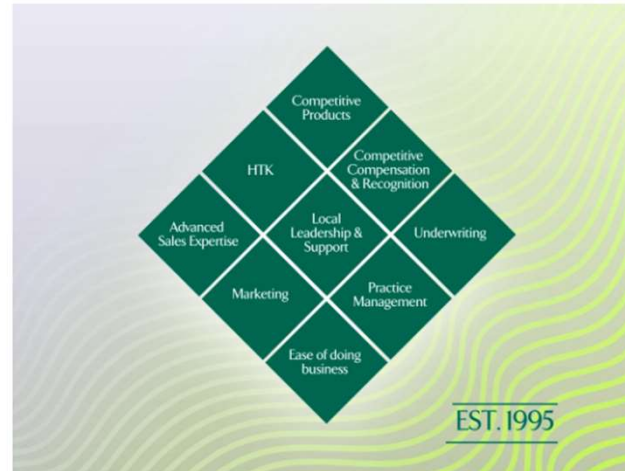 Competitive
Products
HTK
Competitive
Compensation
& Recognition
Advanced
Sales Expertise
Local
Leadership &
Support
Underwriting
Marketing
Practice
Management
Ease of doing
business
EST. 1995